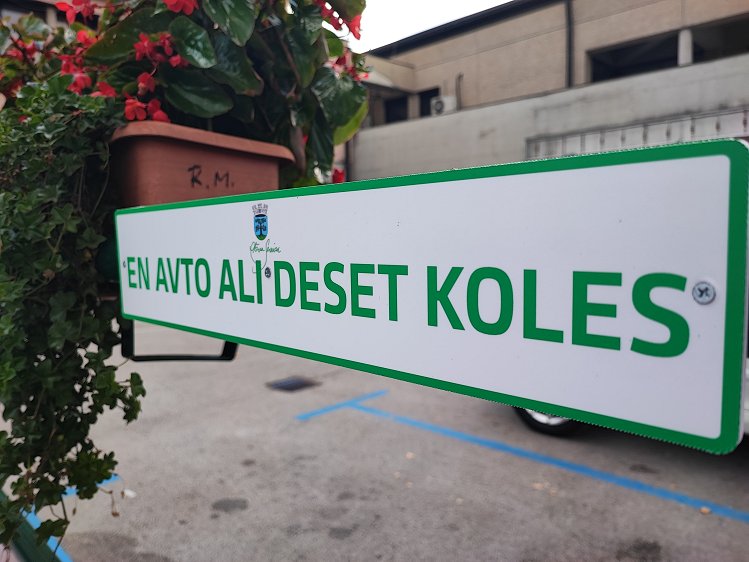 R.M.
EN AVTO ALI DESET KOLES